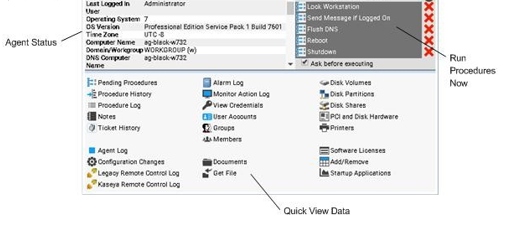 Last Logged In Administrator
User
Operating System 7
OS Version Professional Edition Service Pack 1 Build 7601
Time Zone UTC -8
Computer Name ag-black-w732
Domain/Workgroup WORKGROUP (w)
DNS Computer ag-black-w732
Name
Lock Workstation
Send Message if Logged On
Flush DNS
Reboot
Shutdown
Ask before executing
Agent Status
Run
Procedures
Now
Pending Procedures
Procedure History
Procedure Log
Notes
Ticket History
Agent Log
Configuration Changes
Legacy Remote Control Log
Kaseya Remote Control Log
Alarm Log
Monitor Action Log
View Credentials
User Accounts
Groups
Members
Documents
Get File
Disk Volumes
Disk Partitions
Disk Shares
PCI and Disk Hardware
Printers
Software Licenses
Add/Remove
Startup Applications
Quick View Data